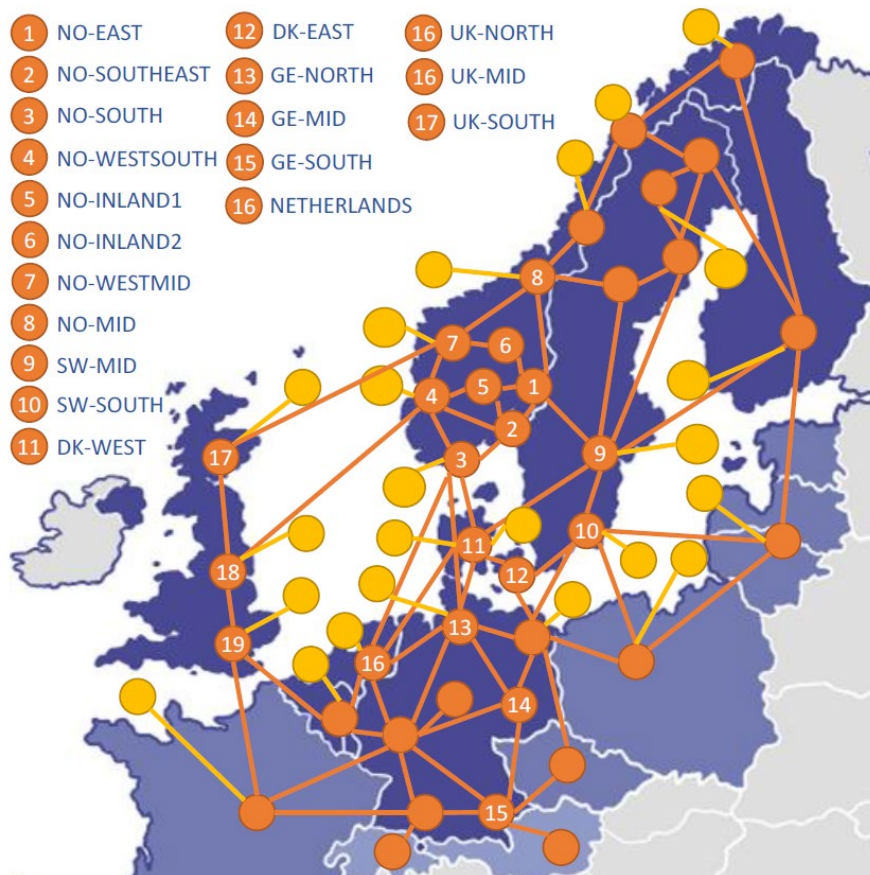 1 NO-EAST
2 NO-SOUTHEAST
3 NO-SOUTH
4 NO-WESTSOUTH
5 NO-INLAND1
6 NO-INLAND2
7 NO-WESTMID
8 NO-MID
9 SW-MID
10 SW-SOUTH
11 DK-WEST
12 DK-EAST
13 GE-NORTH
14 GE-MID
15 GE-SOUTH
16 NETHERLANDS
16 UK-NORTH
16 UK-MID
17 UK-SOUTH
8
7
6
5
1
4
2
3
9
17
10
11
12
18
13
19
16
14
15